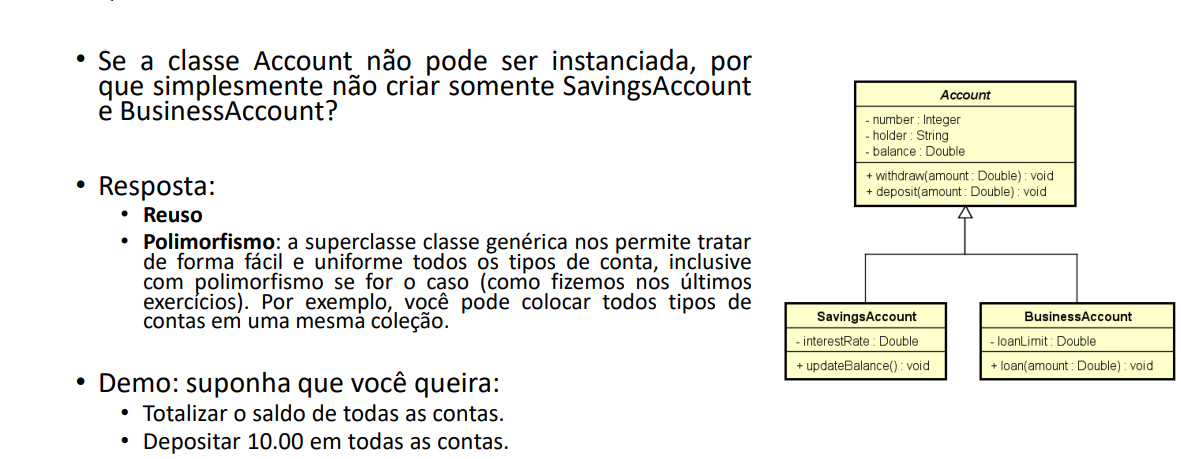 • Se a classe Account não pode ser instanciada, por
que simplesmente não criar somente SavingsAccount
e BusinessAccount?
• Resposta:
• Reuso
• Polimorfismo: a superclasse classe genérica nos permite tratar
de forma fácil e uniforme todos os tipos de conta, inclusive
com polimorfismo se for o caso (como fizemos nos últimos
exercícios). Por exemplo, você pode colocar todos tipos de
contas em uma mesma coleção.
• Demo: suponha que você queira:
• Totalizar o saldo de todas as contas.
• Depositar 10.00 em todas as contas.
Account
- number : Integer
- holder : String
- balance : Double
+ withdraw(amount : Double) : void
+ deposit(amount : Double) : void
SavingsAccount
- interestRate : Double
+ updateBalance() : void
BusinessAccount
- loanLimit : Double
+ loan(amount : Double) : void